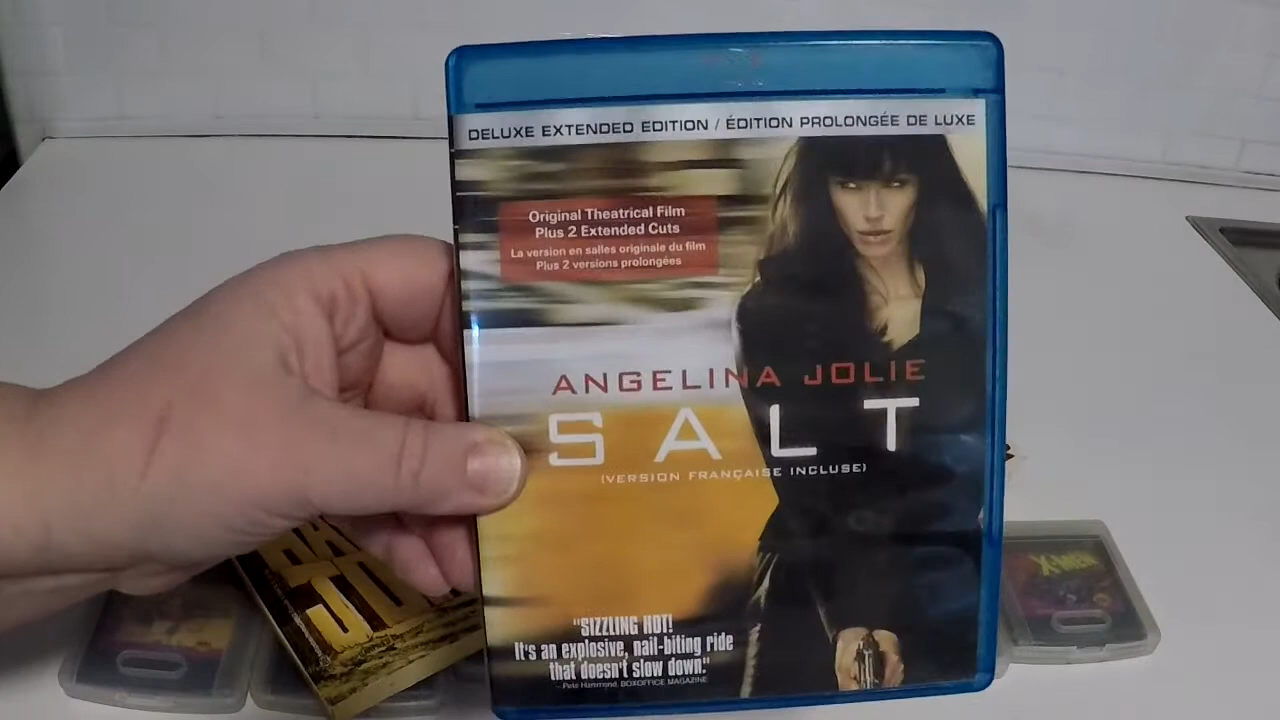 DELUXE EXTENDED EDITION / ÉDITION PROLONGÉE DE LUXE
Original Theatrical Film
Plus 2 Extended Cuts
La version en salles originale du film
Plus 2 versions prolongées
ANGELINA JOLIE
SALT
(VERSION FRANÇAISE INCLUSE)
"SIZZLING HOT!
It's an explosive, nail-biting ride
that doesn't slow down."
- Pete Hammond, BOXOFFICE MAGAZINE
X-MEN